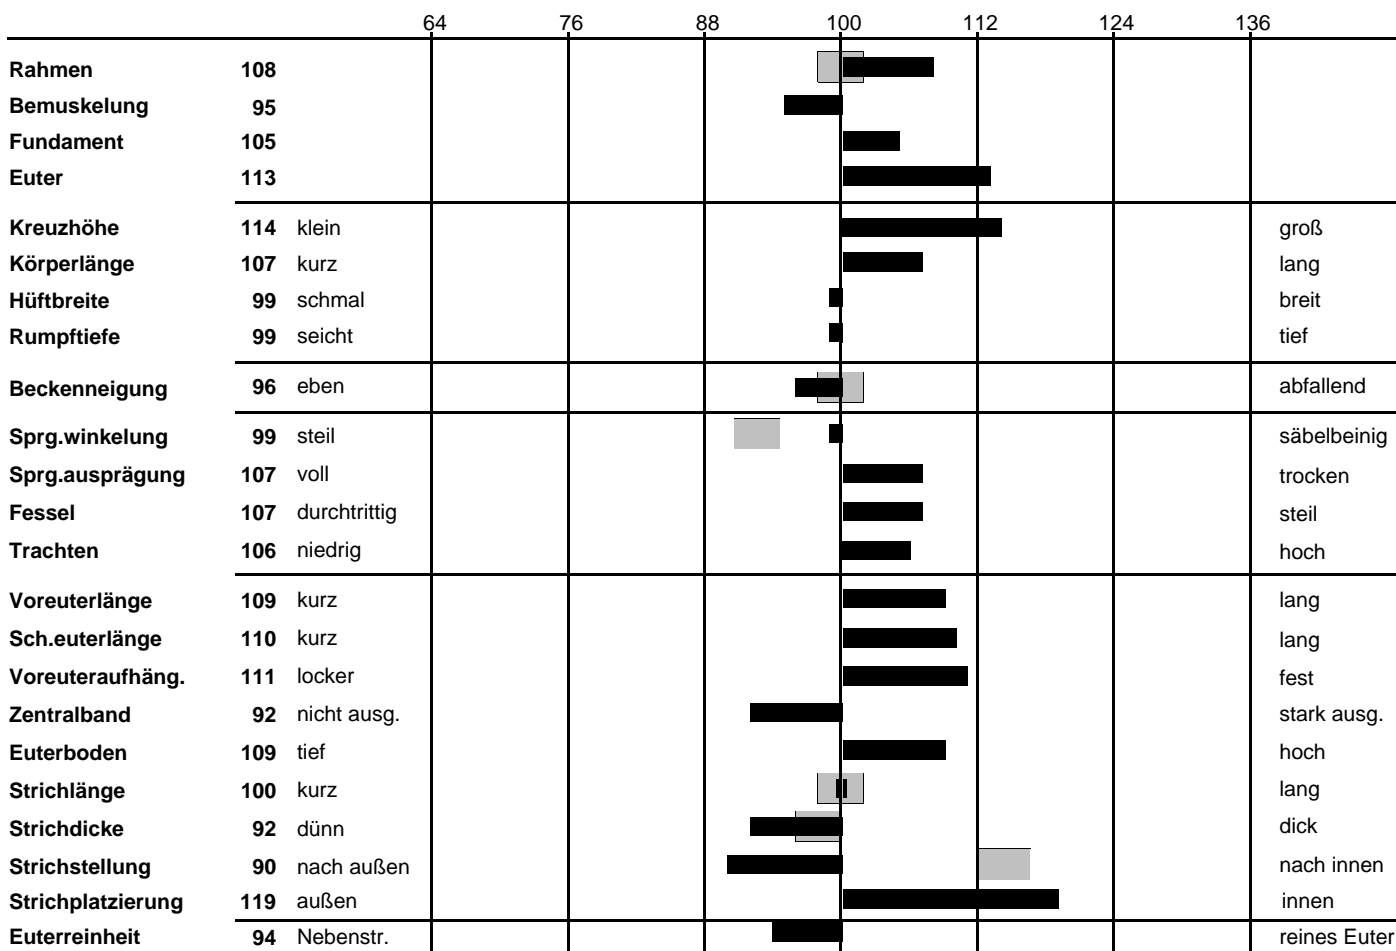 64 76 88 100 112 124 136
Rahmen 108
Bemuskelung 95
Fundament 105
Euter 113
Kreuzhöhe 114 klein groß
Körperlänge 107 kurz lang
Hüftbreite 99 schmal breit
Rumpftiefe 99 seicht tief
Beckenneigung 96 eben abfallend
Sprg.winkelung 99 steil säbelbeinig
Sprg.ausprägung 107 voll trocken
Fessel 107 durchtrittig steil
Trachten 106 niedrig hoch
Voreuterlänge 109 kurz lang
Sch.euterlänge 110 kurz lang
Voreuteraufhäng. 111 locker fest
Zentralband 92 nicht ausg. stark ausg.
Euterboden 109 tief hoch
Strichlänge 100 kurz lang
Strichdicke 92 dünn dick
Strichstellung 90 nach außen nach innen
Strichplatzierung 119 außen innen
Euterreinheit 94 Nebenstr. reines Euter